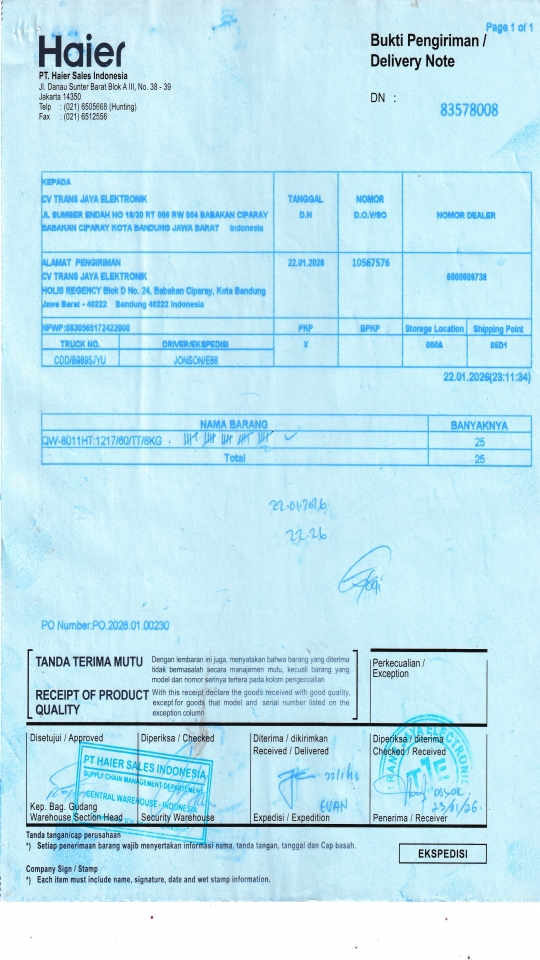 Page 1 of 1
Haier
Bukti Pengiriman /
Delivery Note
PT. Haier Sales Indonesia
Jl. Danau Sunter Barat Blok A III, No. 38 - 39
Jakarta 14350
Telp : (021) 6505668 (Hunting)
Fax : (021) 6512556
DN : 83578008
KEPADA
CV TRANS JAYA ELEKTRONIK
JL SUMBER ENDAH NO 18/20 RT 006 RW 004 BABAKAN CIPARAY
BABAKAN CIPARAY KOTA BANDUNG JAWA BARAT Indonesia
TANGGAL
D.N
NOMOR
D.O.V/SO
NOMOR DEALER
ALAMAT PENGIRIMAN
CV TRANS JAYA ELEKTRONIK
HOLIS REGENCY Blok D No. 24, Babakan Ciparay, Kota Bandung
Jawa Barat - 40222 Bandung 40222 Indonesia
22.01.2026
10567576
6000609738
NPWP:
PKP BPKP Storege Location Shipping Point
TRUCK NO. DRIVER/EKSPEDISI X 000A 65D1
CDD/B9895JYU JONSON/E66
22.01.2026(23:11:34)
NAMA BARANG BANYAKNYA
QW-8011HT:1217/60/TT/8KG 25
Total 25
22.01.2026
22.26
PO Number:PO.2026.01.00230
TANDA TERIMA MUTU
Dengan lembaran ini juga, menyatakan bahwa barang yang diterima
tidak bermasalah secara manajemen mutu, kecuali barang yang
model dan nomor serinya tertera pada kolom pengecualian
RECEIPT OF PRODUCT
QUALITY
With this receipt declare the goods received with good quality,
except for goods that model and serial number listed on the
exception column
Perkecualian /
Exception
Disetujui / Approved
Diperiksa / Checked
Diterima / dikirimkan
Received / Delivered
Diperiksa / diterima
Checked / Received
PT HAIER SALES INDONESIA
SUPPLY CHAIN MANAGEMENT DEPARTEMENT
CENTRAL WAREHOUSE - INDONESIA
EVAN
23/01/26.
Kep. Bag. Gudang
Warehouse Section Head
Security Warehouse
Expedisi / Expedition
Penerima / Receiver
Tanda tangan/cap perusahaan
*) Setiap penerimaan barang wajib menyertakan informasi nama, tanda tangan, tanggal dan Cap basah.
EKSPEDISI
Company Sign / Stamp
*) Each item must include name, signature, date and wet stamp information.